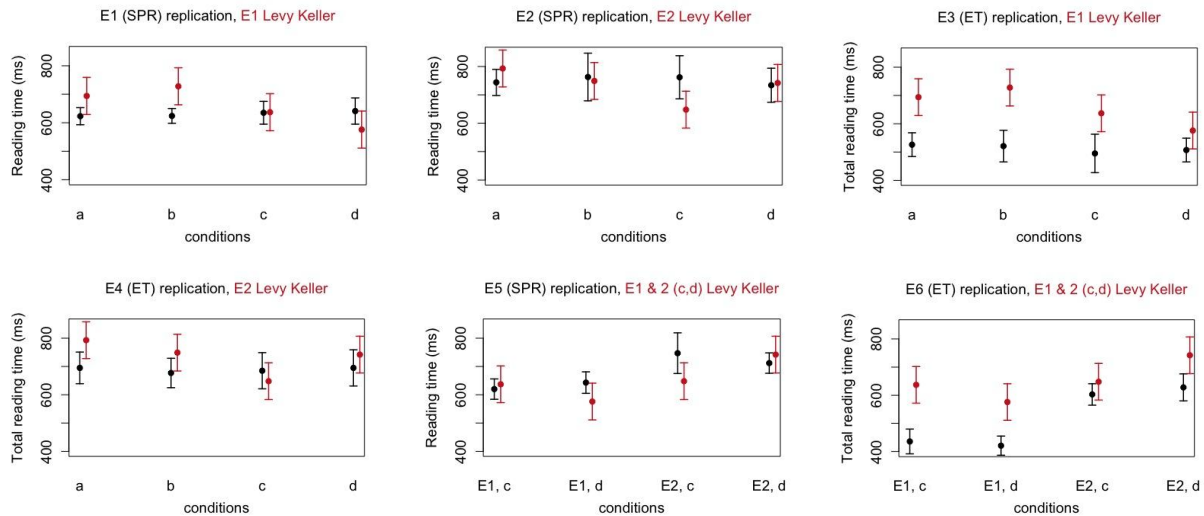 E1 (SPR) replication, E1 Levy Keller
Reading time (ms)
800
600
400
a b c d
conditions
E2 (SPR) replication, E2 Levy Keller
Reading time (ms)
800
600
400
a b c d
conditions
E3 (ET) replication, E1 Levy Keller
Total reading time (ms)
800
600
400
a b c d
conditions
E4 (ET) replication, E2 Levy Keller
Total reading time (ms)
800
600
400
a b c d
conditions
E5 (SPR) replication, E1 & 2 (c,d) Levy Keller
Reading time (ms)
800
600
400
E1, c E1, d E2, c E2, d
conditions
E6 (ET) replication, E1 & 2 (c,d) Levy Keller
Total reading time (ms)
800
600
400
E1, c E1, d E2, c E2, d
conditions